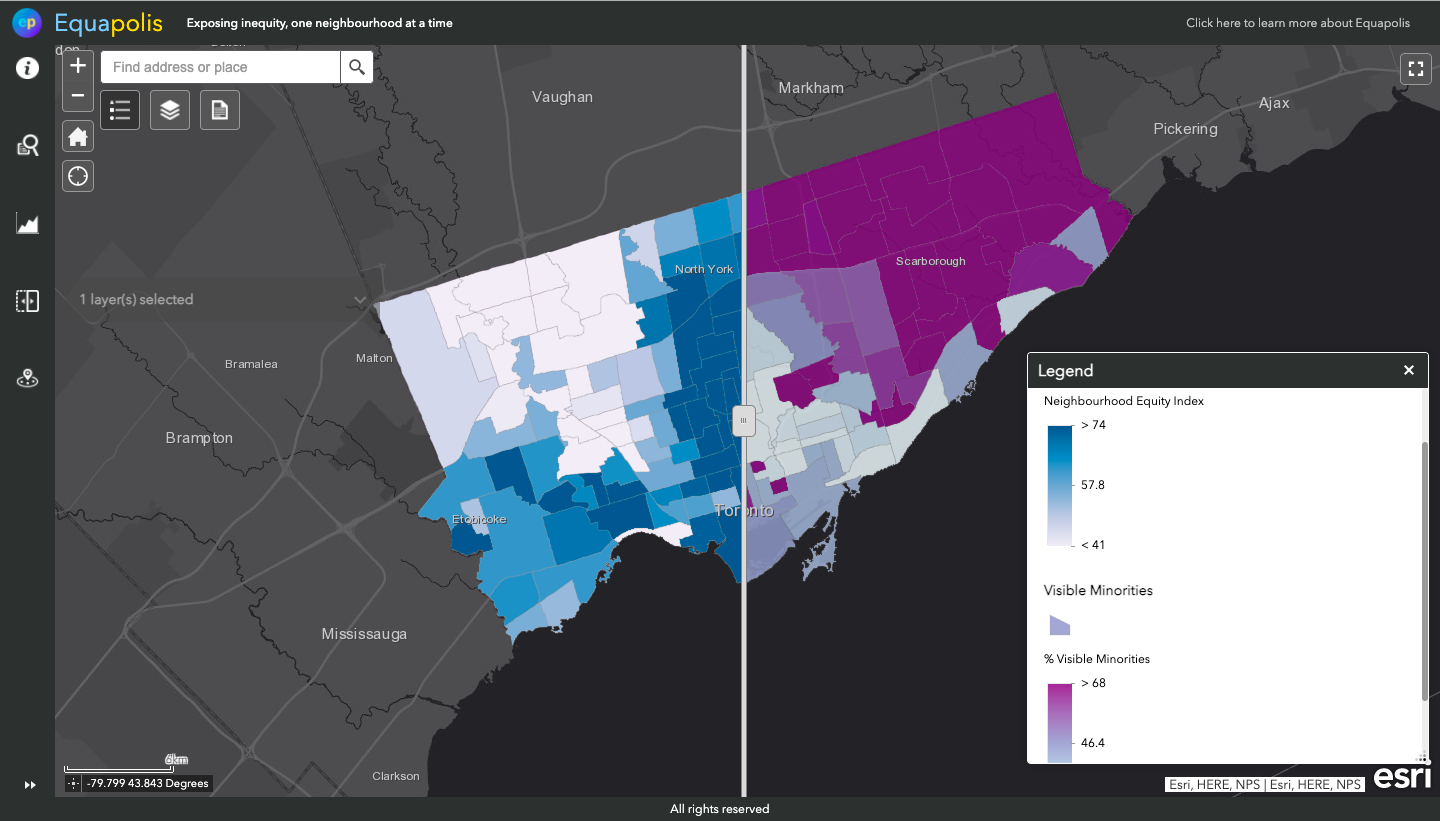 ep
Equapolis
Exposing inequity, one neighbourhood at a time
Click here to learn more about Equapolis
Find address or place
Vaughan
Markham
Ajax
Pickering
North York
Scarborough
1 layer(s) selected
Malton
Bramalea
Brampton
Etobicoke
Toronto
Mississauga
Clarkson
Legend
Neighbourhood Equity Index
> 74
57.8
< 41
Visible Minorities
% Visible Minorities
> 68
46.4
6km
-79.799 43.843 Degrees
Esri, HERE, NPS | Esri, HERE, NPS
esri
All rights reserved